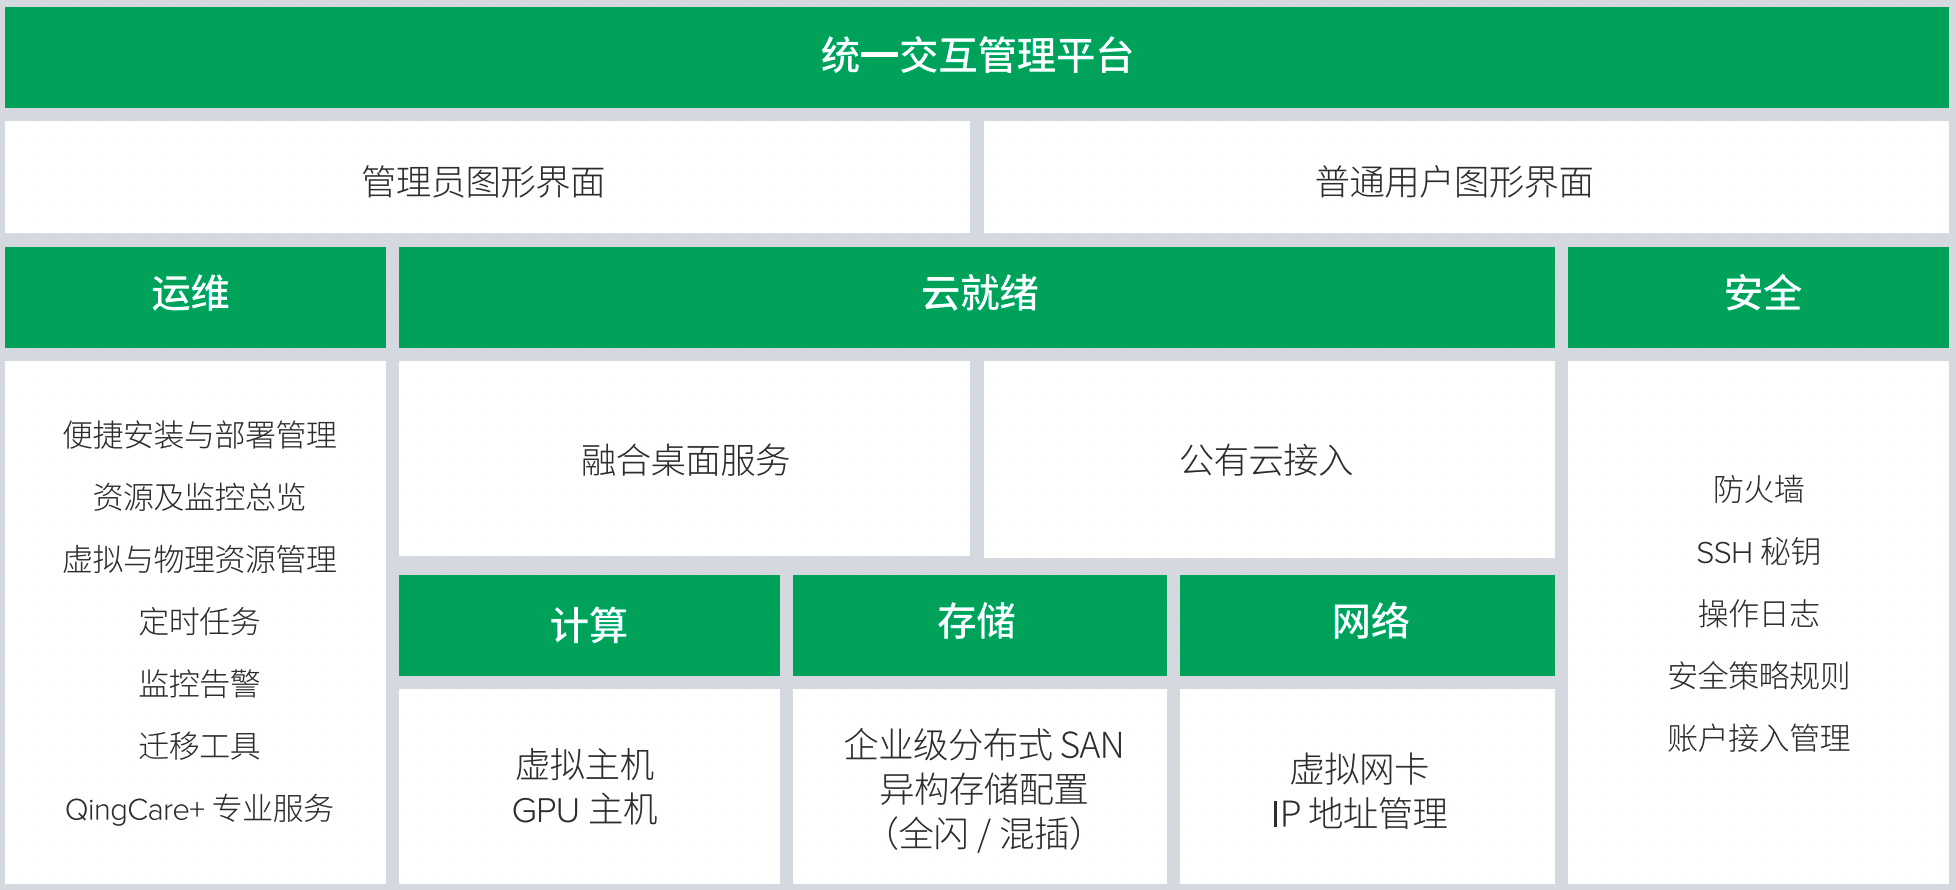 统一交互管理平台
管理员图形界面
普通用户图形界面
运维
便捷安装与部署管理
资源及监控总览
虚拟与物理资源管理
定时任务
监控告警
迁移工具
QingCare+ 专业服务
云就绪
融合桌面服务
公有云接入
计算
虚拟主机
GPU 主机
存储
企业级分布式 SAN
异构存储配置
（全闪 / 混插）
网络
虚拟网卡
IP 地址管理
安全
防火墙
SSH 秘钥
操作日志
安全策略规则
账户接入管理